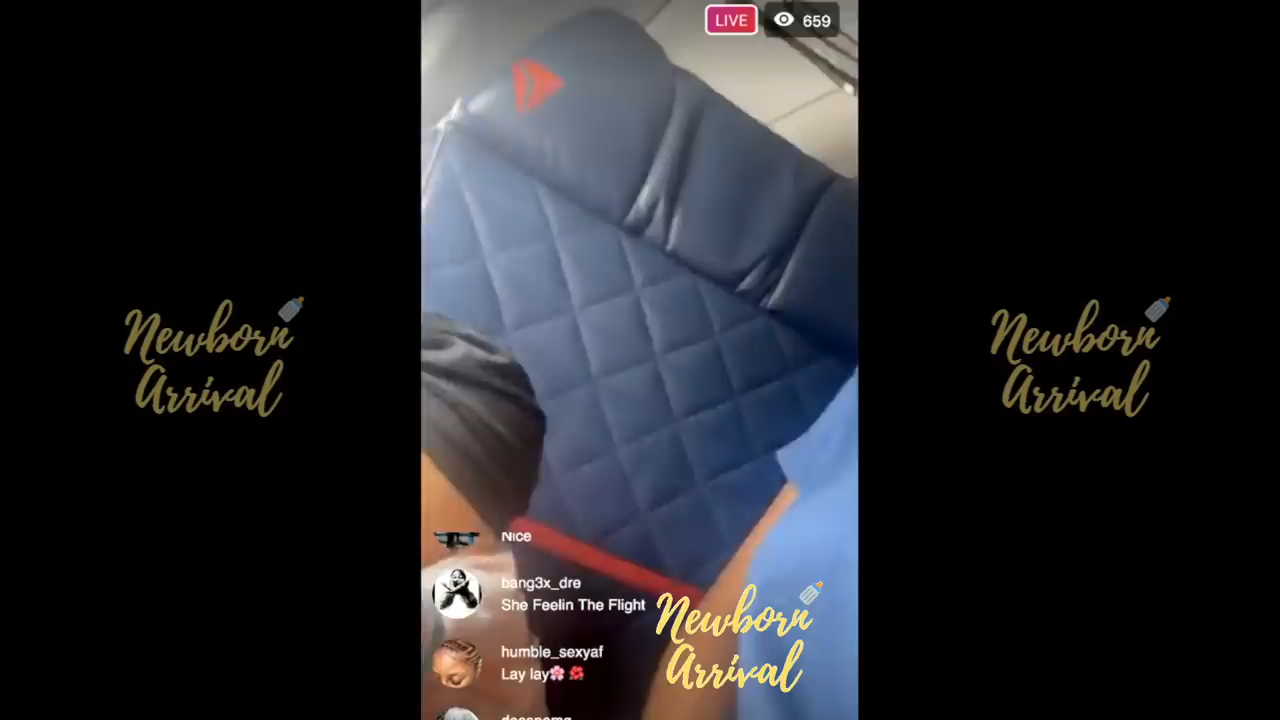 LIVE 659
Newborn
Arrival
Newborn
Arrival
Nice
bang3x_dre
She Feelin The Flight
humble_sexyaf
Lay lay🌸🌺
Newborn
Arrival